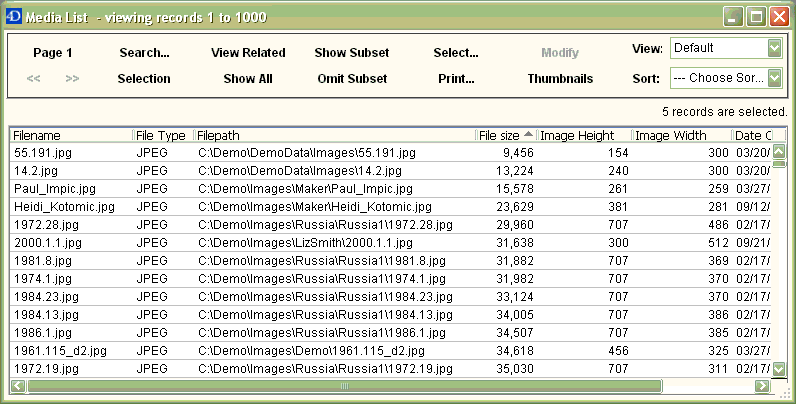 4D Media List - viewing records 1 to 1000
Page 1 Search... View Related Show Subset Select... Modify View: Default
<< >> Selection Show All Omit Subset Print... Thumbnails Sort: --- Choose Sor...
5 records are selected.
Filename File Type Filepath File size Image Height Image Width Date C
55.191.jpg JPEG C:\Demo\DemoData\Images\55.191.jpg 9,456 154 300 03/20/
14.2.jpg JPEG C:\Demo\DemoData\Images\14.2.jpg 13,224 240 300 03/20/
Paul_Impic.jpg JPEG C:\Demo\Images\Maker\Paul_Impic.jpg 15,578 261 259 03/27/
Heidi_Kotomic.jpg JPEG C:\Demo\Images\Maker\Heidi_Kotomic.jpg 23,629 381 281 09/12/
1972.28.jpg JPEG C:\Demo\Images\Russia\Russia1\1972.28.jpg 29,960 707 486 02/17/
2000.1.1.jpg JPEG C:\Demo\Images\LizSmith\2000.1.1.jpg 31,638 300 512 09/21/
1981.8.jpg JPEG C:\Demo\Images\Russia\Russia1\1981.8.jpg 31,882 707 369 02/17/
1974.1.jpg JPEG C:\Demo\Images\Russia\Russia1\1974.1.jpg 31,982 707 370 02/17/
1984.23.jpg JPEG C:\Demo\Images\Russia\Russia1\1984.23.jpg 33,124 707 370 02/17/
1984.13.jpg JPEG C:\Demo\Images\Russia\Russia1\1984.13.jpg 34,005 707 386 02/17/
1986.1.jpg JPEG C:\Demo\Images\Russia\Russia1\1986.1.jpg 34,507 707 385 02/17/
1961.115_d2.jpg JPEG C:\Demo\Images\Demo\1961.115_d2.jpg 34,618 456 325 03/27/
1972.19.jpg JPEG C:\Demo\Images\Russia\Russia1\1972.19.jpg 35,030 707 311 02/17/